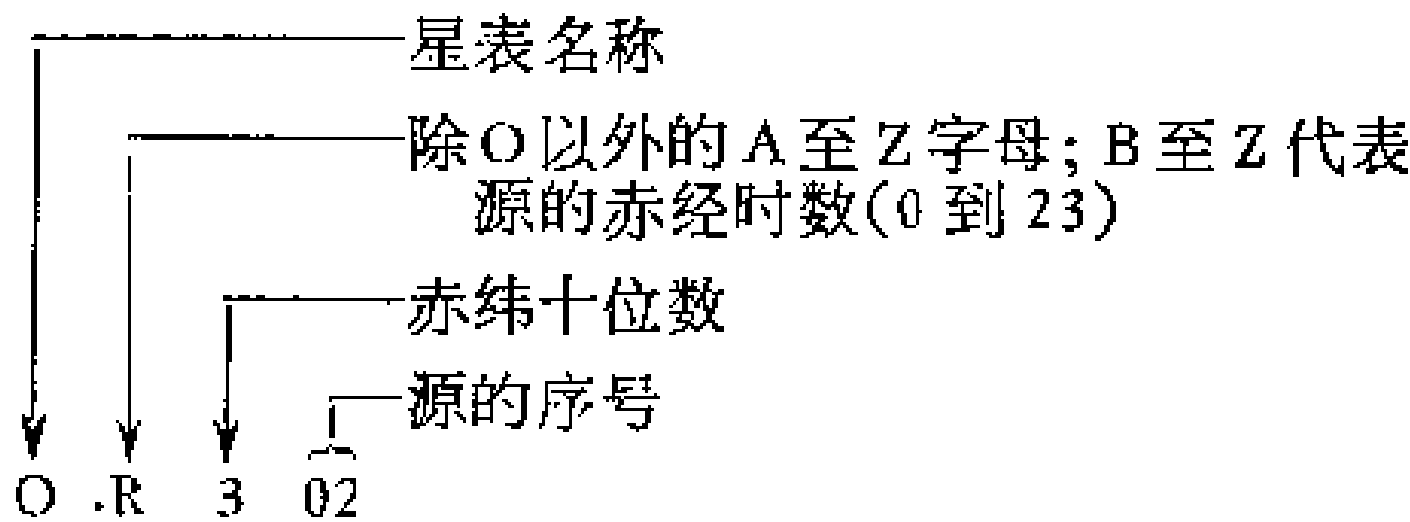 星表名称
除O以外的A至Z字母;B至Z代表
源的赤经时数(0到23)
赤纬十位数
源的序号
O .R 3 02